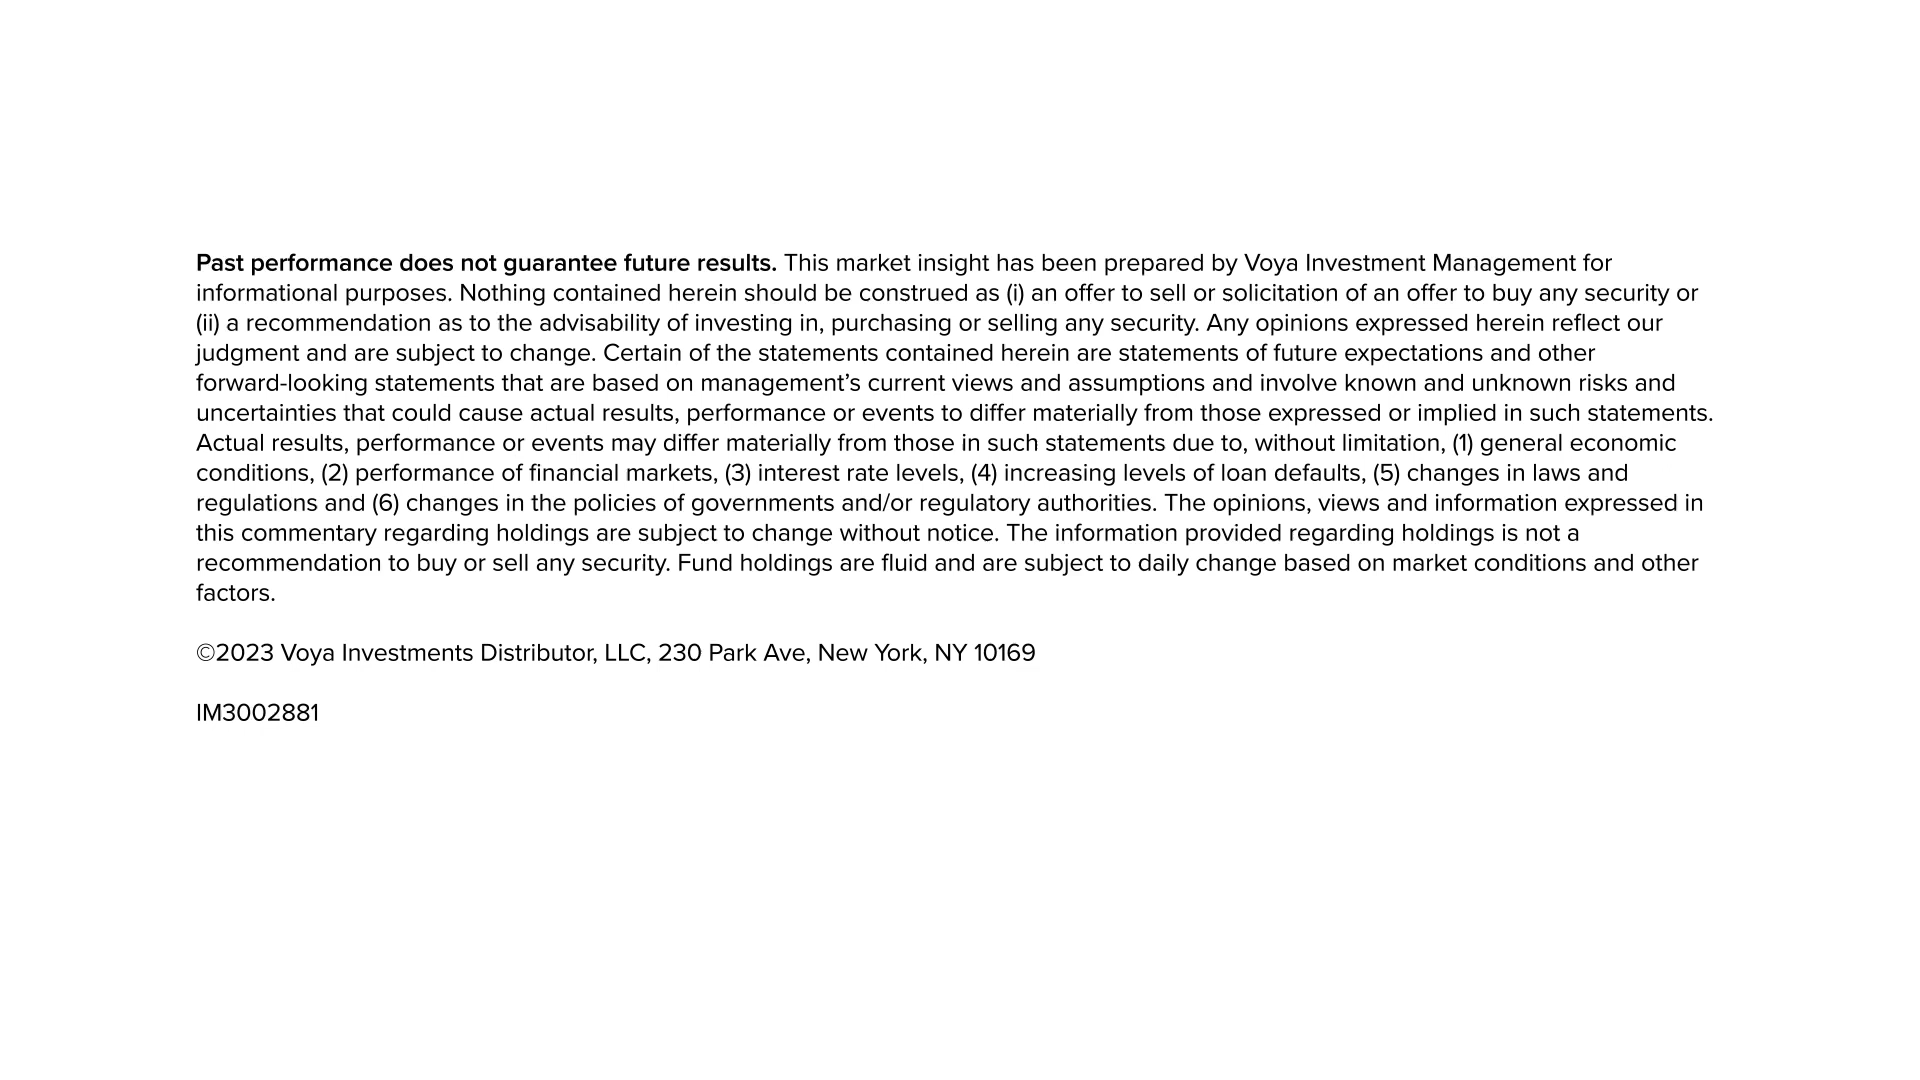 Past performance does not guarantee future results. This market insight has been prepared by Voya Investment Management for
informational purposes. Nothing contained herein should be construed as (i) an offer to sell or solicitation of an offer to buy any security or
(ii) a recommendation as to the advisability of investing in, purchasing or selling any security. Any opinions expressed herein reflect our
judgment and are subject to change. Certain of the statements contained herein are statements of future expectations and other
forward-looking statements that are based on management’s current views and assumptions and involve known and unknown risks and
uncertainties that could cause actual results, performance or events to differ materially from those expressed or implied in such statements.
Actual results, performance or events may differ materially from those in such statements due to, without limitation, (1) general economic
conditions, (2) performance of financial markets, (3) interest rate levels, (4) increasing levels of loan defaults, (5) changes in laws and
regulations and (6) changes in the policies of governments and/or regulatory authorities. The opinions, views and information expressed in
this commentary regarding holdings are subject to change without notice. The information provided regarding holdings is not a
recommendation to buy or sell any security. Fund holdings are fluid and are subject to daily change based on market conditions and other
factors.
©2023 Voya Investments Distributor, LLC, 230 Park Ave, New York, NY 10169
IM3002881